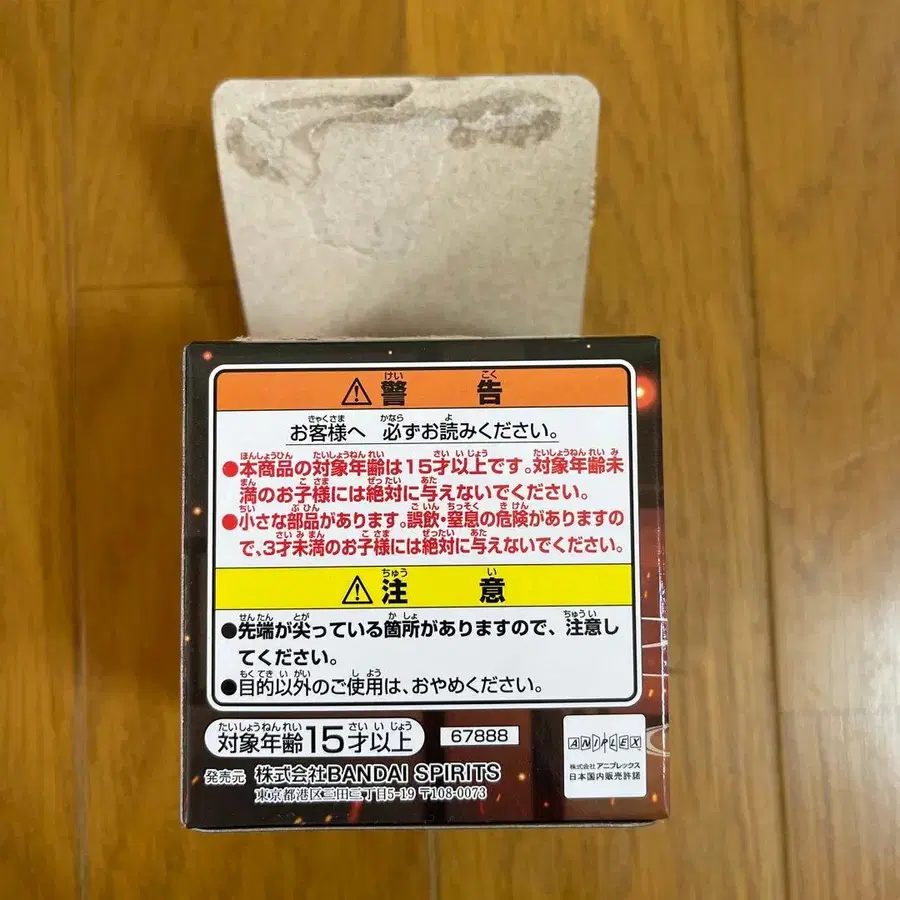 ⚠警告
お客様へ 必ずお読みください。
●本商品の対象年齢は15才以上です。対象年齢未
満のお子様には絶対に与えないでください。
●小さな部品があります。誤飲・窒息の危険がありますの
で、3才未満のお子様には絶対に与えないでください。
⚠注意
●先端が尖っている箇所がありますので、注意し
てください。
●目的以外のご使用は、おやめください。
対象年齢15才以上
67888
発売元 株式会社BANDAI SPIRITS
東京都港区三田三丁目5-19 〒108-0073
ANIPLEX
株式会社 アニプレックス
日本国内販売許諾